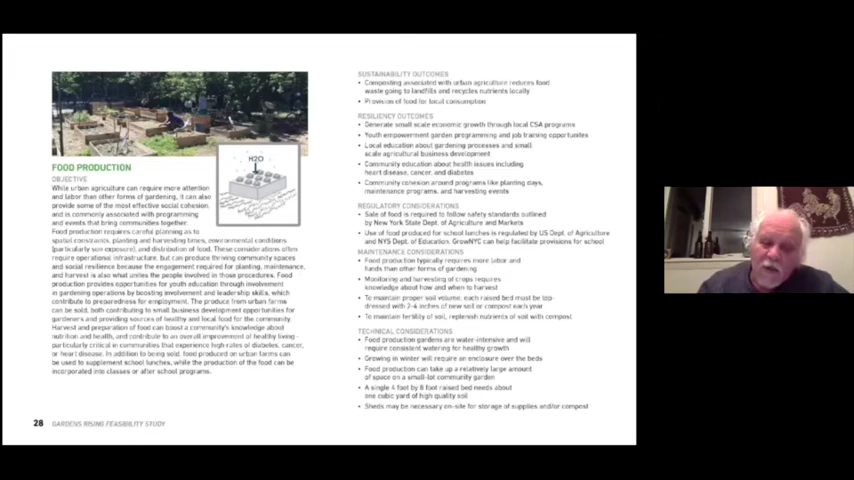 H2O
FOOD PRODUCTION
OBJECTIVE
While urban agriculture can require more attention
and labor than other forms of gardening, it can also
provide some of the most effective social cohesion,
and is commonly associated with programming
and events that bring communities together.
Food production requires careful planning as to
spatial constraints, planting and harvesting times, environmental conditions
(particularly sun exposure), and distribution of food. These considerations often
require operational infrastructure, but can produce thriving community spaces
and social resilience because the engagement required for planting, maintenance,
and harvest is also what unites the people involved in those procedures. Food
production provides opportunities for youth education through involvement
in gardening operations by boosting involvement and leadership skills, which
contribute to preparedness for employment. The produce from urban farms
can be sold, both contributing to small business development opportunities for
gardeners and providing sources of healthy and local food for the community.
Harvest and preparation of food can boost a community's knowledge about
nutrition and health, and contribute to an overall improvement of healthy living -
particularly critical in communities that experience high rates of diabetes, cancer,
or heart disease. In addition to being sold, food produced on urban farms can
be used to supplement school lunches, while the production of the food can be
incorporated into classes or after school programs.
28 GARDENS RISING FEASIBILITY STUDY
SUSTAINABILITY OUTCOMES
• Composting associated with urban agriculture reduces food
waste going to landfills and recycles nutrients locally
• Provision of food for local consumption
RESILIENCY OUTCOMES
• Generate small scale economic growth through local CSA programs
• Youth empowerment garden programming and job training opportunites
• Local education about gardening processes and small
scale agricultural business development
• Community education about health issues including
heart disease, cancer, and diabetes
• Community cohesion around programs like planting days,
maintenance programs, and harvesting events
REGULATORY CONSIDERATIONS
• Sale of food is required to follow safety standards outlined
by New York State Dept. of Agriculture and Markets
• Use of food produced for school lunches is regulated by US Dept. of Agriculture
and NYS Dept. of Education. GrowNYC can help facilitate provisions for school
MAINTENANCE CONSIDERATIONS
• Food production typically requires more labor and
funds than other forms of gardening
• Monitoring and harvesting of crops requires
knowledge about how and when to harvest
• To maintain proper soil volume, each raised bed must be top-
dressed with 2-4 inches of new soil or compost each year
• To maintain fertility of soil, replenish nutrients of soil with compost
TECHNICAL CONSIDERATIONS
• Food production gardens are water-intensive and will
require consistent watering for healthy growth
• Growing in winter will require an enclosure over the beds
• Food production can take up a relatively large amount
of space on a small-lot community garden
• A single 4 foot by 8 foot raised bed needs about
one cubic yard of high quality soil
• Sheds may be necessary on-site for storage of supplies and/or compost